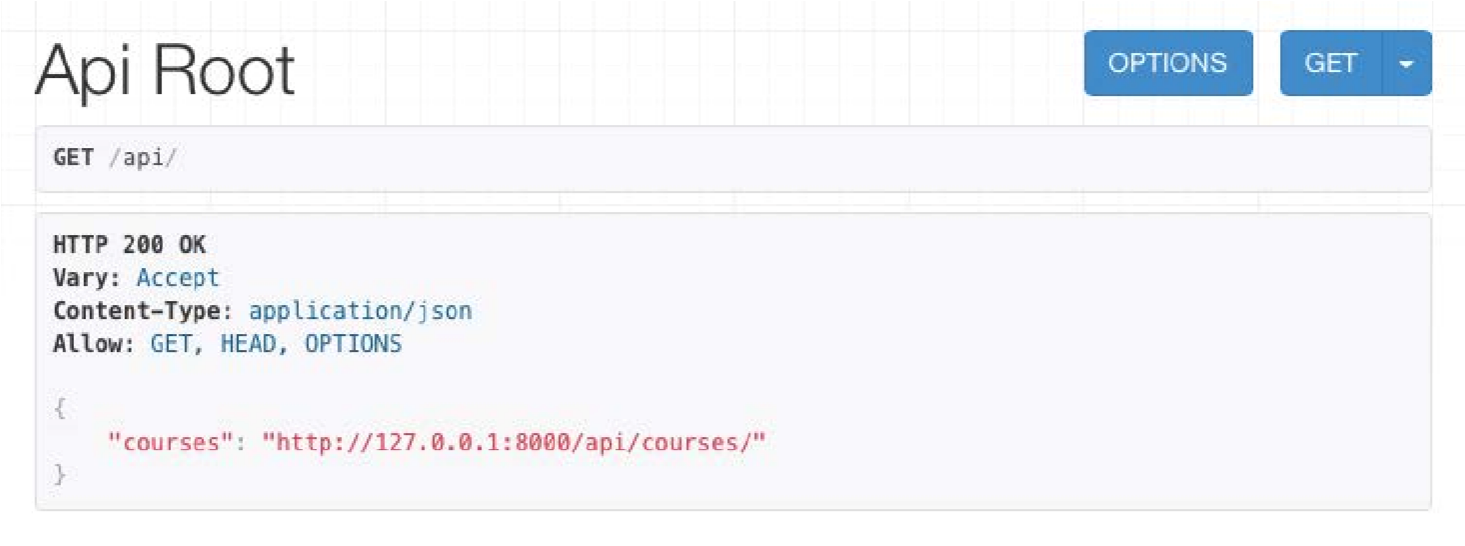 Api Root
OPTIONS
GET
GET /api/
HTTP 200 OK
Vary: Accept
Content-Type: application/json
Allow: GET, HEAD, OPTIONS
{
    "courses": "http://127.0.0.1:8000/api/courses/"
}